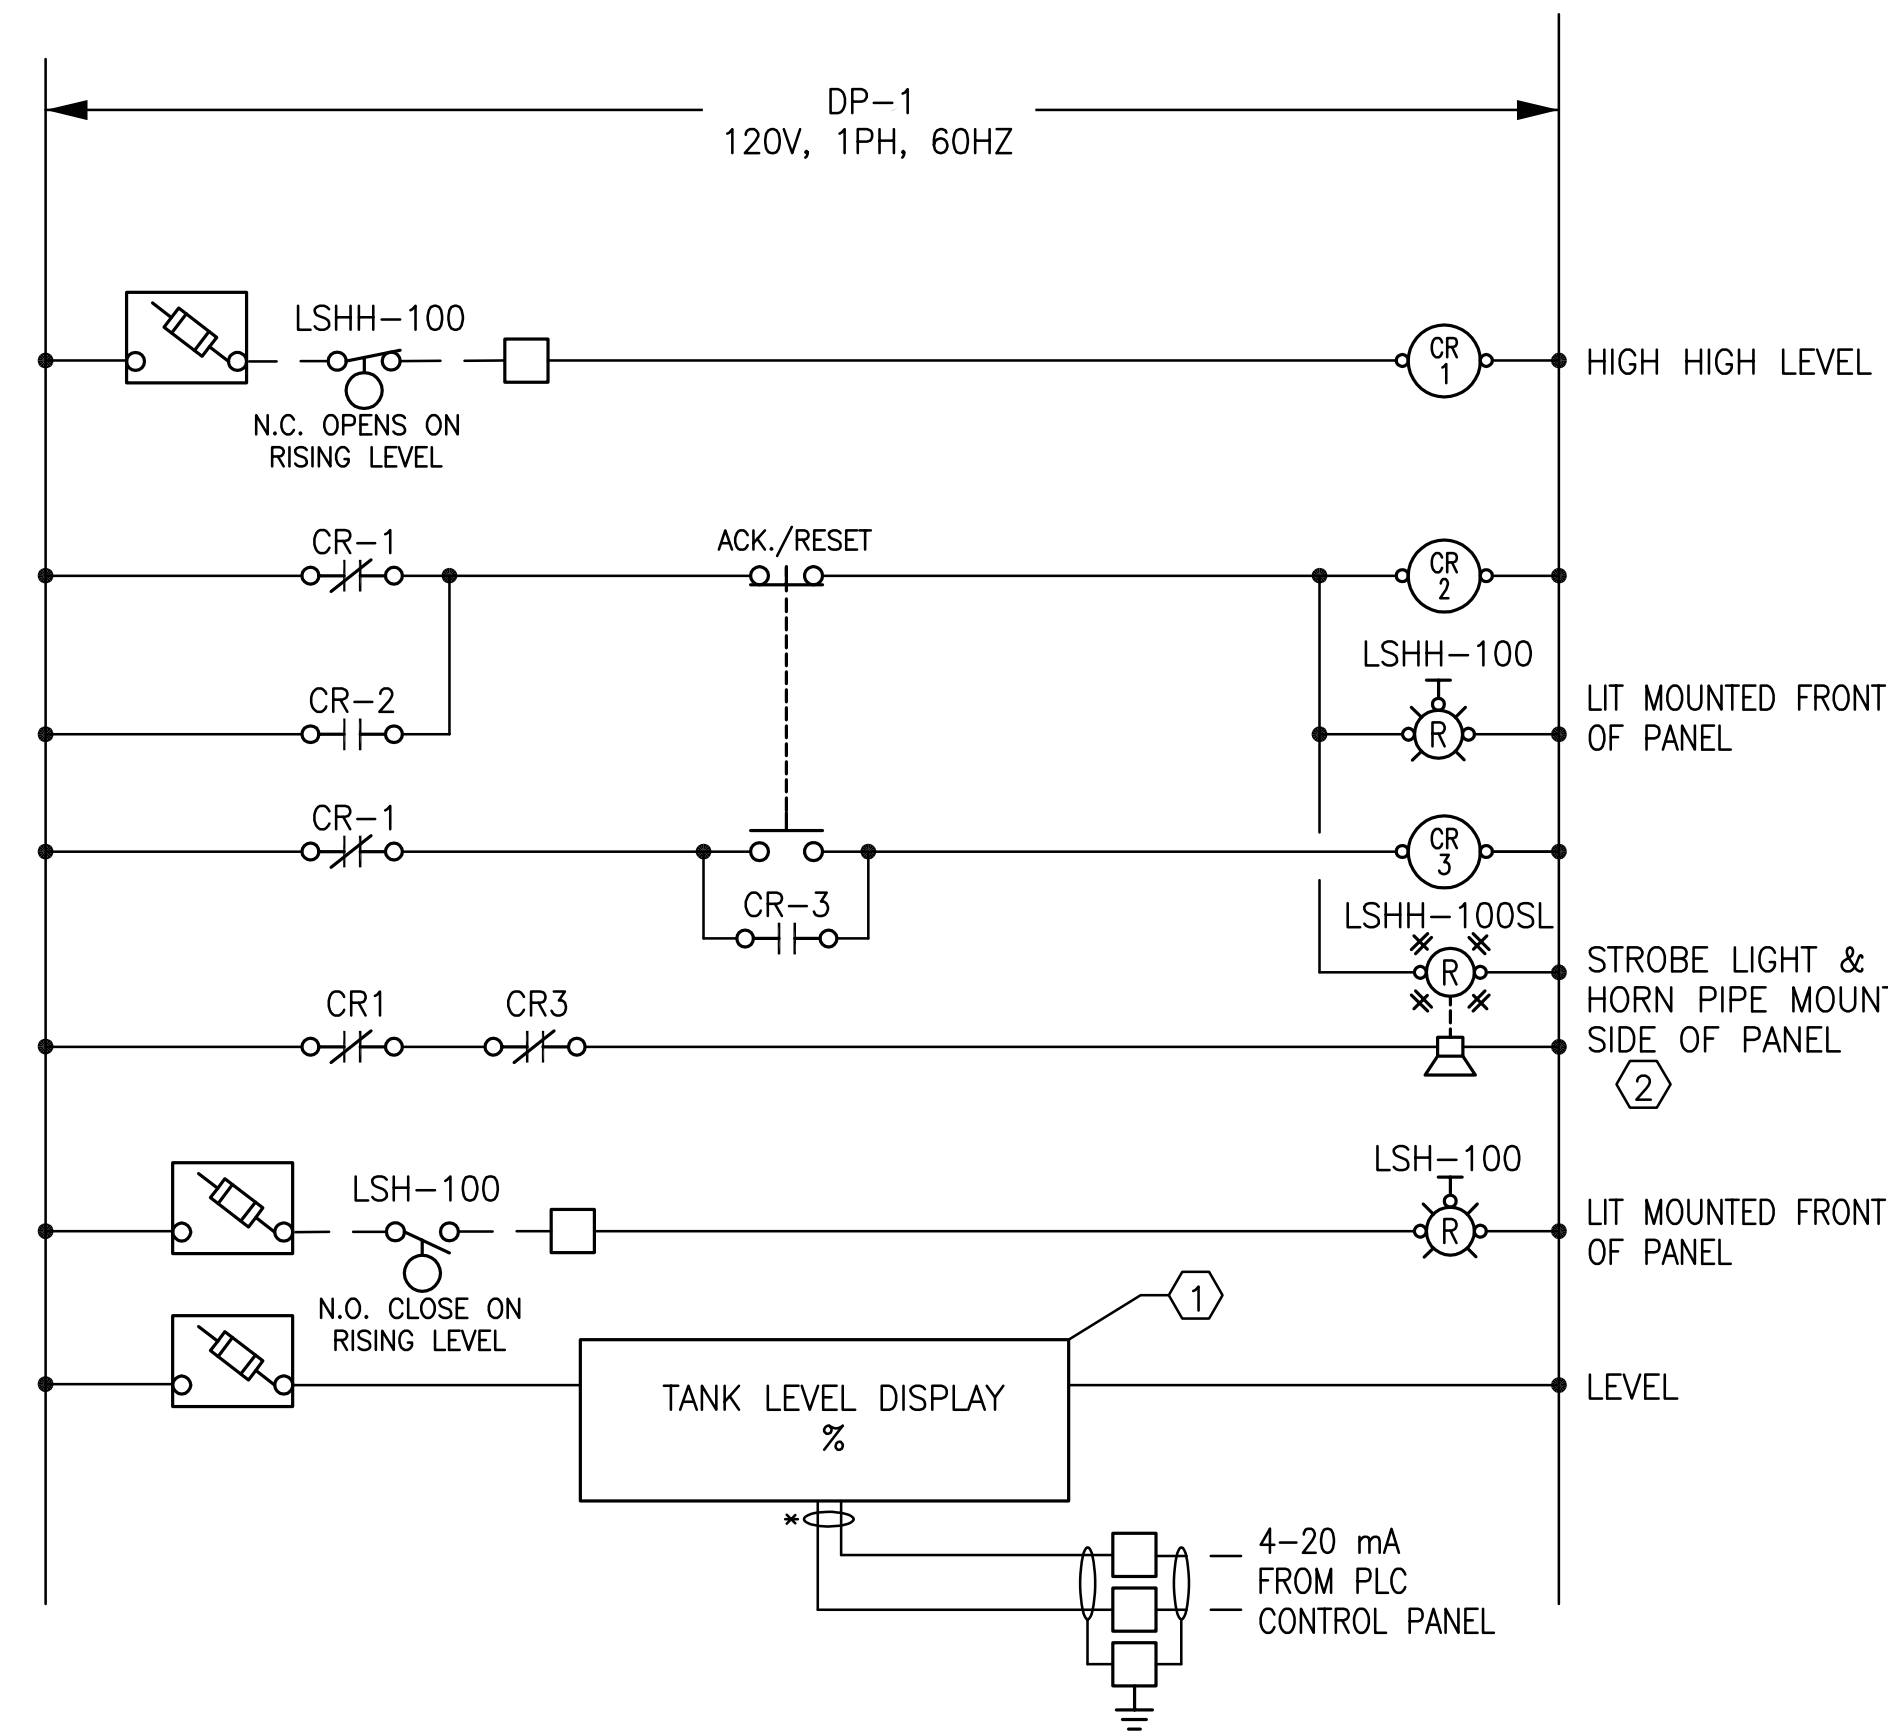 DP-1
120V, 1PH, 60HZ
LSHH-100
CR
1
HIGH HIGH LEVEL
N.C. OPENS ON
RISING LEVEL
CR-1
ACK./RESET
CR
2
LSHH-100
CR-2
R
LIT MOUNTED FRONT
OF PANEL
CR-1
CR
3
CR-3
LSHH-100SL
R
STROBE LIGHT &
HORN PIPE MOUNT
SIDE OF PANEL
2
CR1
CR3
LSH-100
LSH-100
R
LIT MOUNTED FRONT
OF PANEL
N.O. CLOSE ON
RISING LEVEL
1
TANK LEVEL DISPLAY
%
LEVEL
*
4-20 mA
FROM PLC
CONTROL PANEL